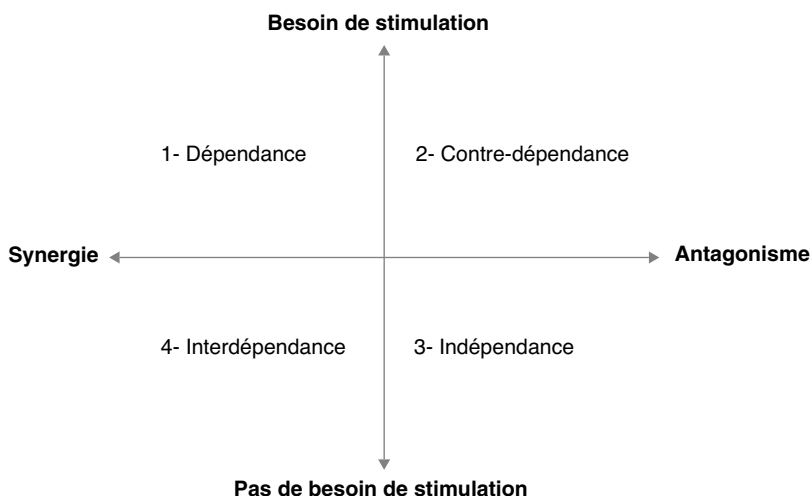 Besoin de stimulation
1- Dépendance
2- Contre-dépendance
Synergie
Antagonisme
4- Interdépendance
3- Indépendance
Pas de besoin de stimulation